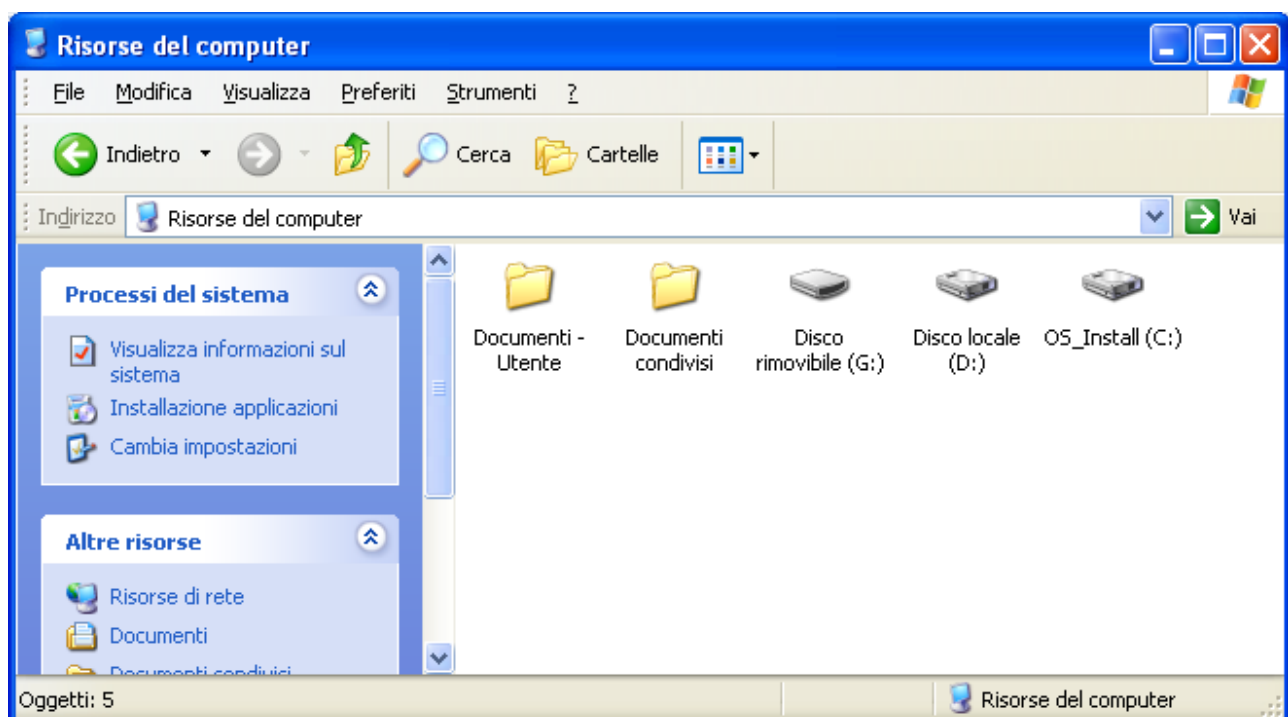 Risorse del computer
File Modifica Visualizza Preferiti Strumenti ?
Indietro Cerca Cartelle
Indirizzo Risorse del computer Vai
Processi del sistema
Visualizza informazioni sul
sistema
Installazione applicazioni
Cambia impostazioni
Altre risorse
Risorse di rete
Documenti
Documenti condivisi
Documenti -
Utente
Documenti
condivisi
Disco
rimovibile (G:)
Disco locale
(D:)
OS_Install (C:)
Oggetti: 5
Risorse del computer